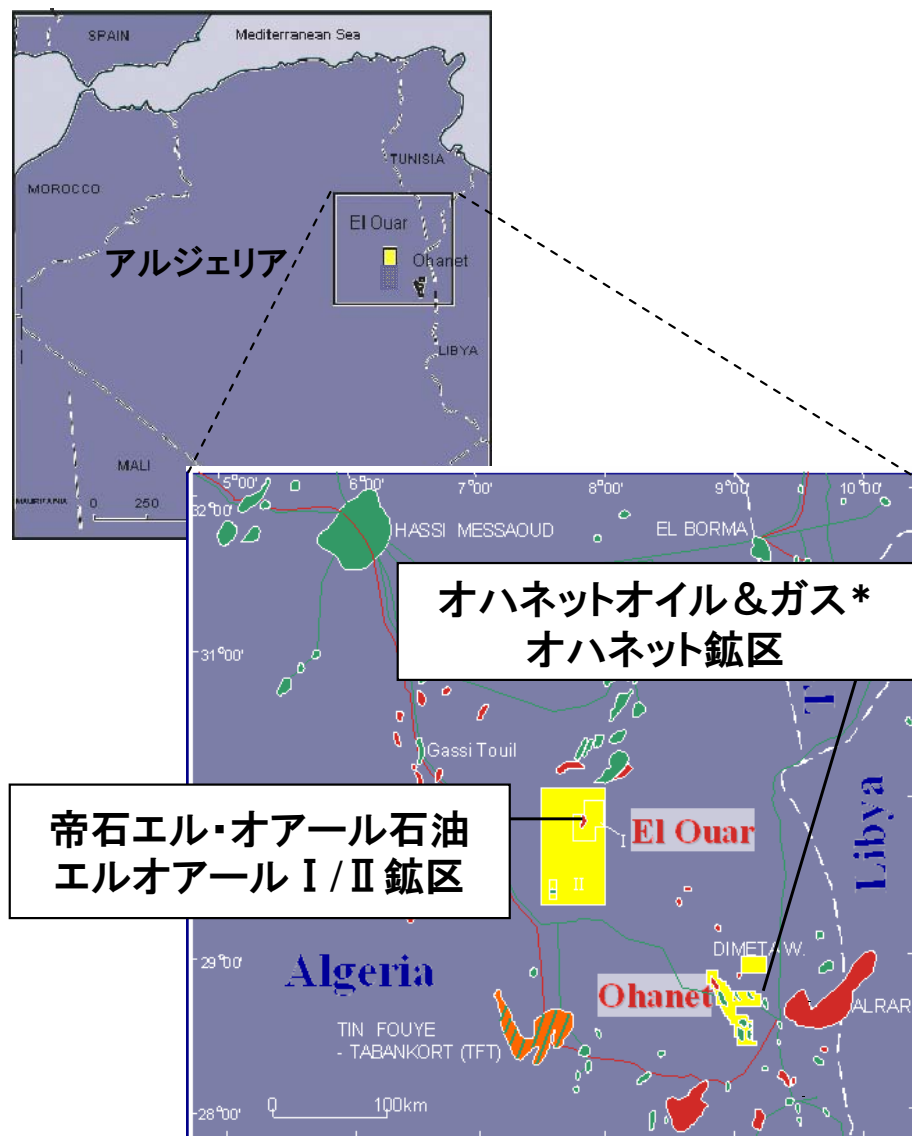 SPAIN
Mediterranean Sea
TUNISIA
MOROCCO
El Ouar
アルジェリア
Ohanet
LIBYA
MALI
MAURITANIA
0 250
5°00' 6°00' 7°00' 8°00' 9°00' 10°00'
32°00'
HASSI MESSAOUD
EL BORMA
オハネットオイル&ガス*
オハネット鉱区
31°00'
T
Gassi Touil
帝石エル・オアール石油
エルオアールⅠ/Ⅱ鉱区
I
El Ouar
II
Libya
29°00'
DIMETA W.
Algeria
Ohanet
ALRAR
TIN FOUYE
- TABANKORT (TFT)
28°00'
0 100km